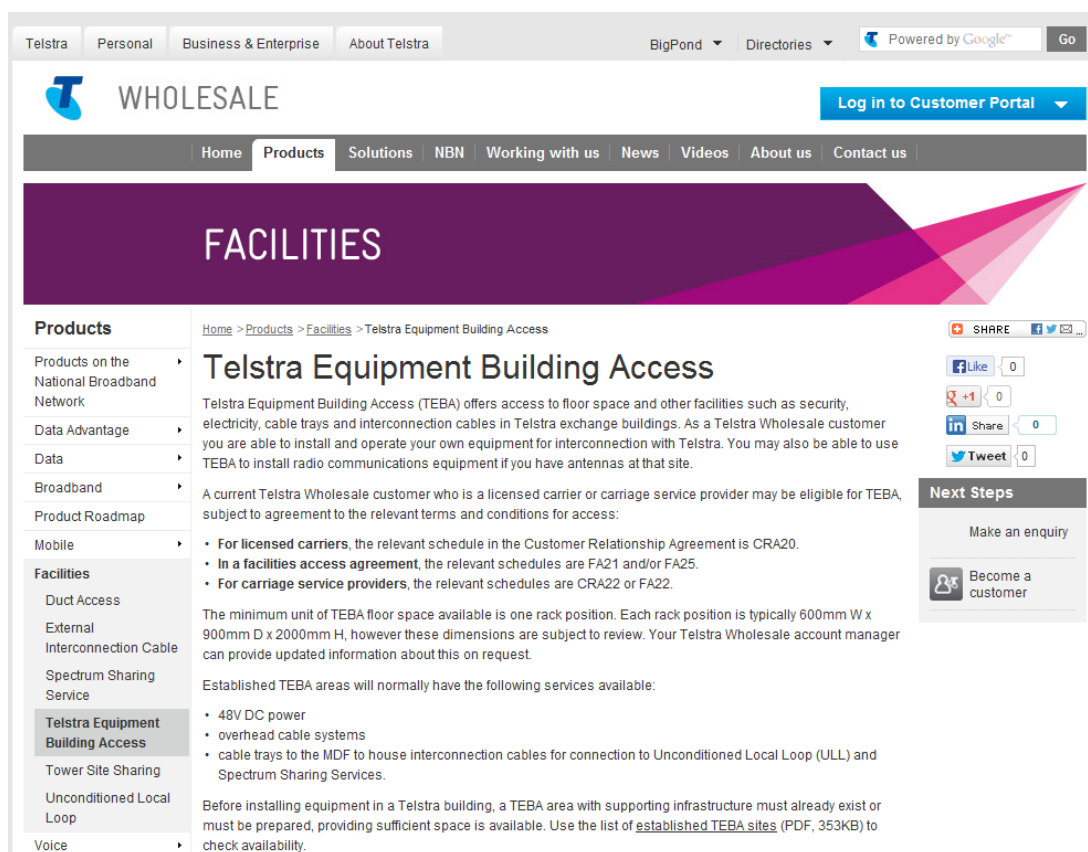 Telstra Personal Business & Enterprise About Telstra BigPond Directories Powered by Google™ Go
WHOLESALE
Log in to Customer Portal
Home Products Solutions NBN Working with us News Videos About us Contact us
FACILITIES
Products
Products on the
National Broadband
Network
Data Advantage
Data
Broadband
Product Roadmap
Mobile
Facilities
Duct Access
External
Interconnection Cable
Spectrum Sharing
Service
Telstra Equipment
Building Access
Tower Site Sharing
Unconditioned Local
Loop
Voice
Home > Products > Facilities > Telstra Equipment Building Access
Telstra Equipment Building Access
Telstra Equipment Building Access (TEBA) offers access to floor space and other facilities such as security,
electricity, cable trays and interconnection cables in Telstra exchange buildings. As a Telstra Wholesale customer
you are able to install and operate your own equipment for interconnection with Telstra. You may also be able to use
TEBA to install radio communications equipment if you have antennas at that site.
A current Telstra Wholesale customer who is a licensed carrier or carriage service provider may be eligible for TEBA,
subject to agreement to the relevant terms and conditions for access:
• For licensed carriers, the relevant schedule in the Customer Relationship Agreement is CRA20.
• In a facilities access agreement, the relevant schedules are FA21 and/or FA25.
• For carriage service providers, the relevant schedules are CRA22 or FA22.
The minimum unit of TEBA floor space available is one rack position. Each rack position is typically 600mm W x
900mm D x 2000mm H, however these dimensions are subject to review. Your Telstra Wholesale account manager
can provide updated information about this on request.
Established TEBA areas will normally have the following services available:
• 48V DC power
• overhead cable systems
• cable trays to the MDF to house interconnection cables for connection to Unconditioned Local Loop (ULL) and
Spectrum Sharing Services.
Before installing equipment in a Telstra building, a TEBA area with supporting infrastructure must already exist or
must be prepared, providing sufficient space is available. Use the list of established TEBA sites (PDF, 353KB) to
check availability.
SHARE ...
Like 0
+1 0
in Share 0
Tweet 0
Next Steps
Make an enquiry
Become a
customer